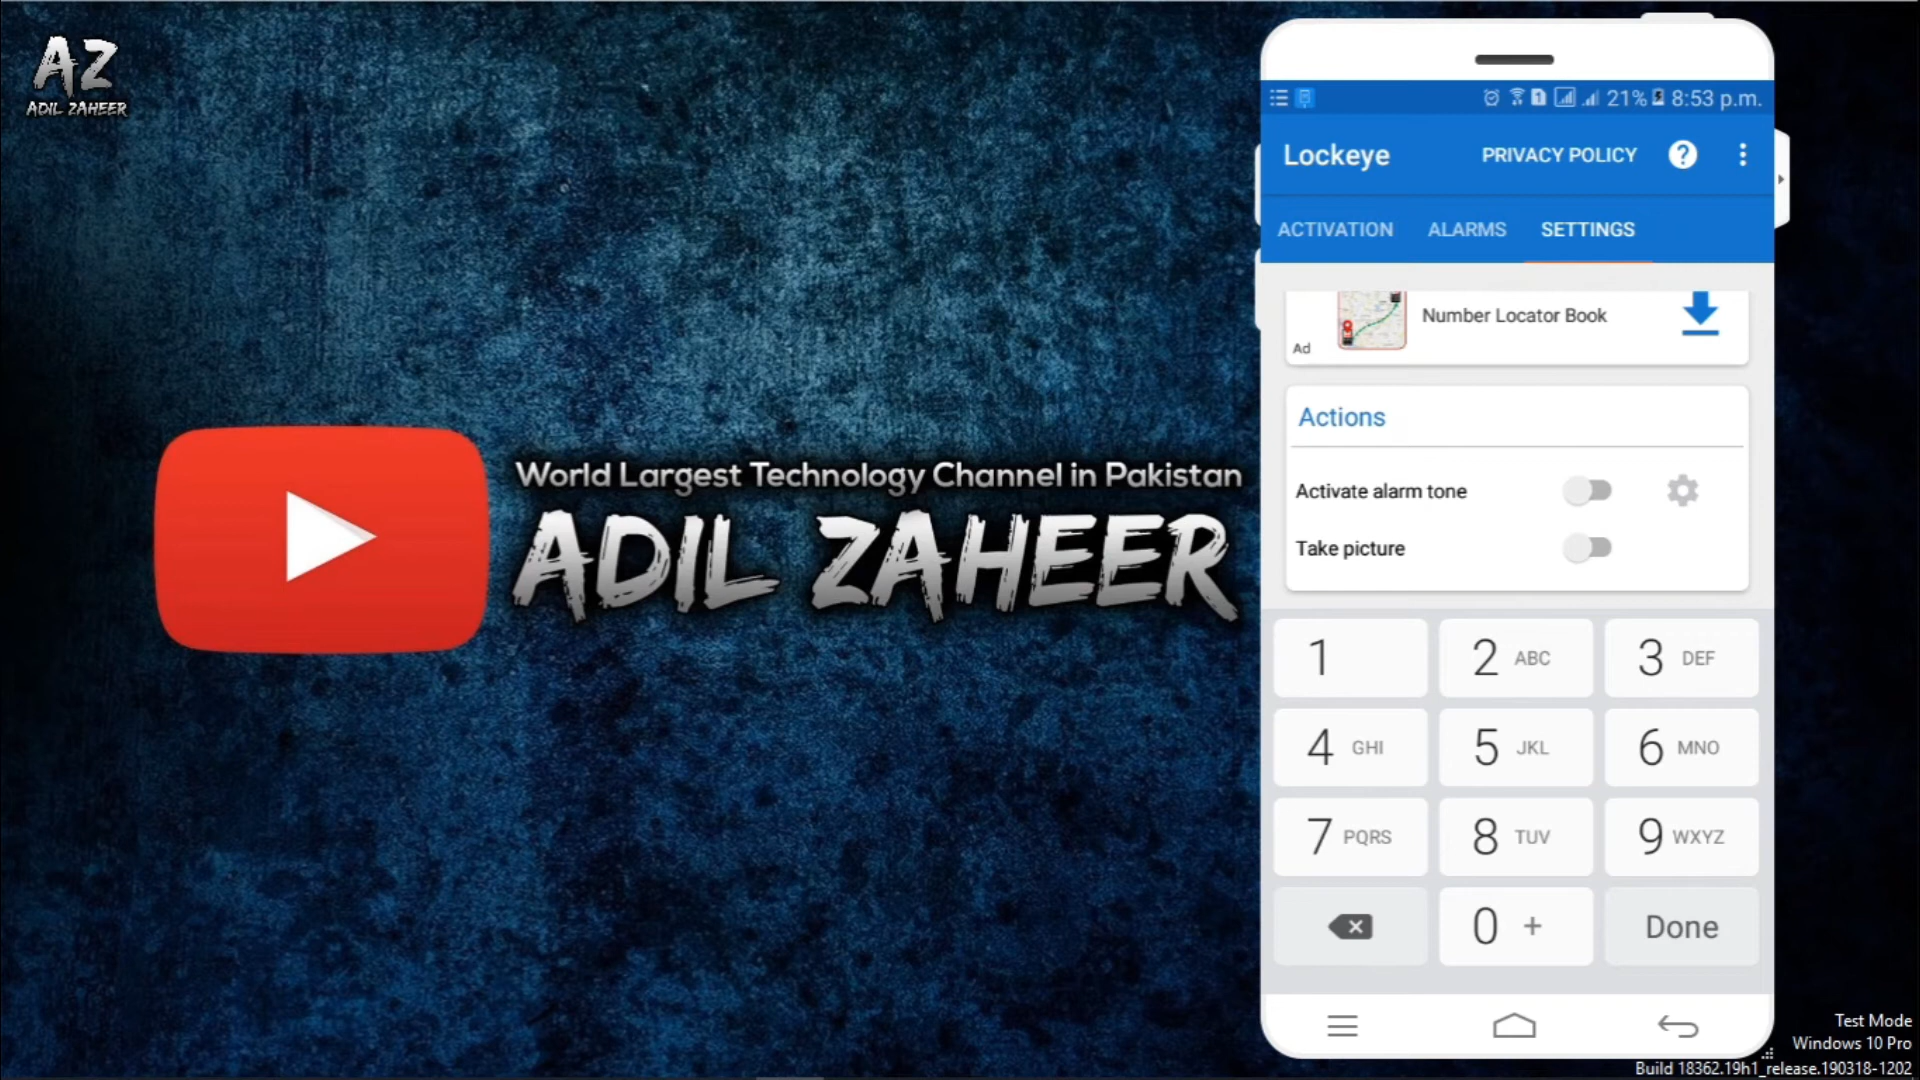 AZ
ADIL ZAHEER
World Largest Technology Channel in Pakistan
ADIL ZAHEER
21% 8:53 p.m.
Lockeye PRIVACY POLICY ?
ACTIVATION ALARMS SETTINGS
Number Locator Book
Ad
Actions
Activate alarm tone
Take picture
1 2 ABC 3 DEF
4 GHI 5 JKL 6 MNO
7 PQRS 8 TUV 9 WXYZ
0 + Done
Test Mode
Windows 10 Pro
Build 18362.19h1_release.190318-1202